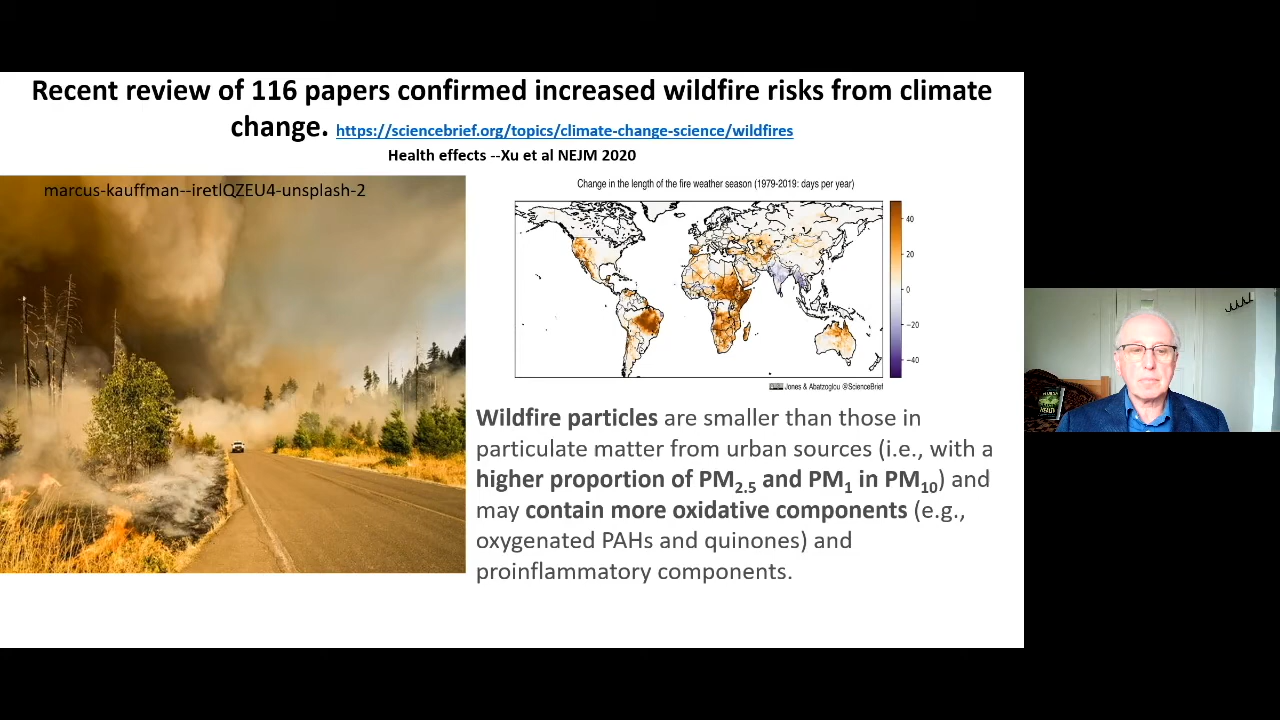 Recent review of 116 papers confirmed increased wildfire risks from climate
change. https://sciencebrief.org/topics/climate-change-science/wildfires
Health effects --Xu et al NEJM 2020
marcus-kauffman--iretlQZEU4-unsplash-2
Change in the length of the fire weather season (1979-2019: days per year)
40
20
0
−20
−40
Jones & Abatzoglou @ScienceBrief
Wildfire particles are smaller than those in
particulate matter from urban sources (i.e., with a
higher proportion of PM2.5 and PM1 in PM10) and
may contain more oxidative components (e.g.,
oxygenated PAHs and quinones) and
proinflammatory components.